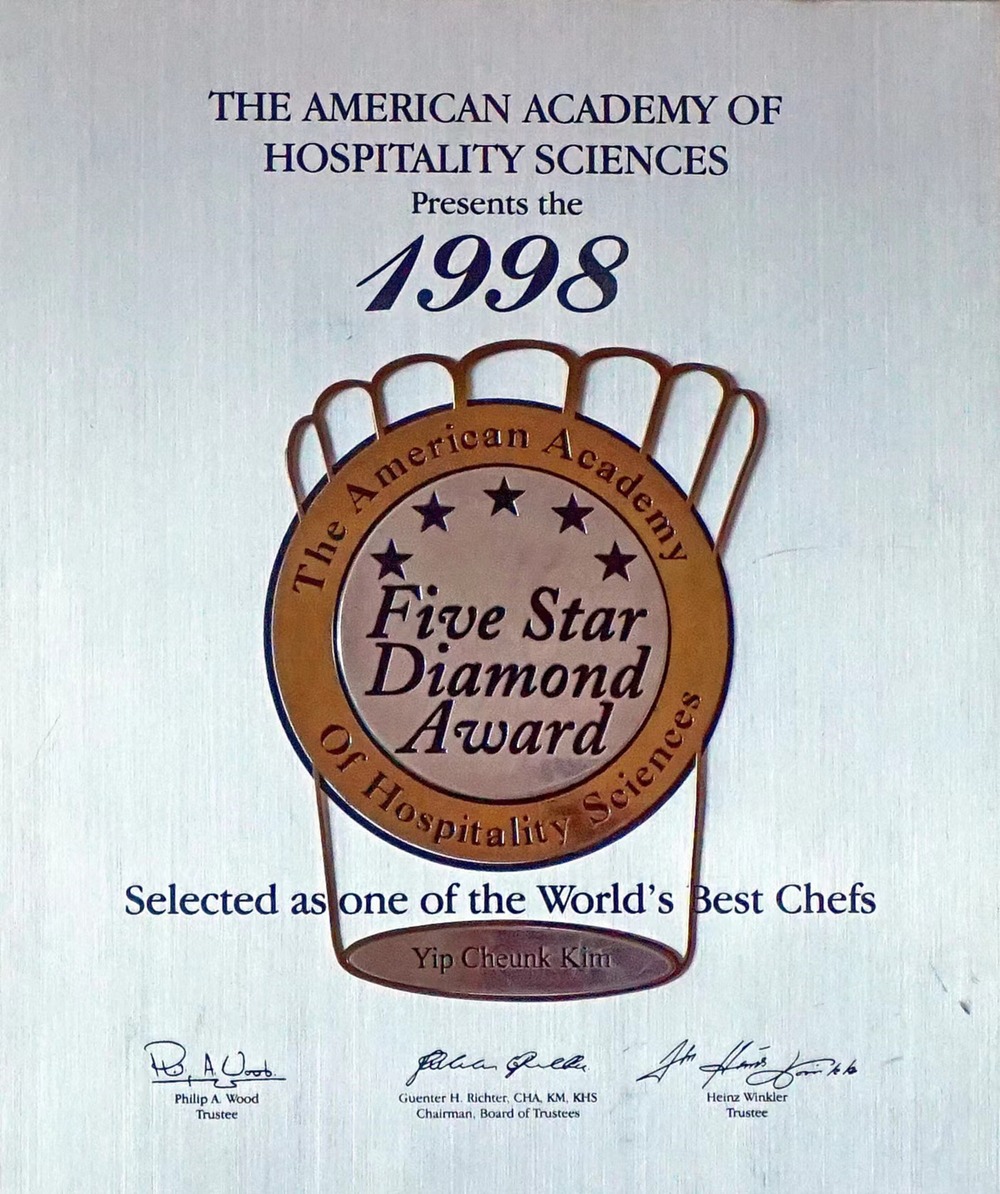 THE AMERICAN ACADEMY OF
HOSPITALITY SCIENCES
Presents the
1998
The American Academy
Five Star
Diamond
Award
Of Hospitality Sciences
Selected as one of the World's Best Chefs
Yip Cheunk Kim
Philip A. Wood
Trustee
Guenter H. Richter, CHA, KM, KHS
Chairman, Board of Trustees
Heinz Winkler
Trustee